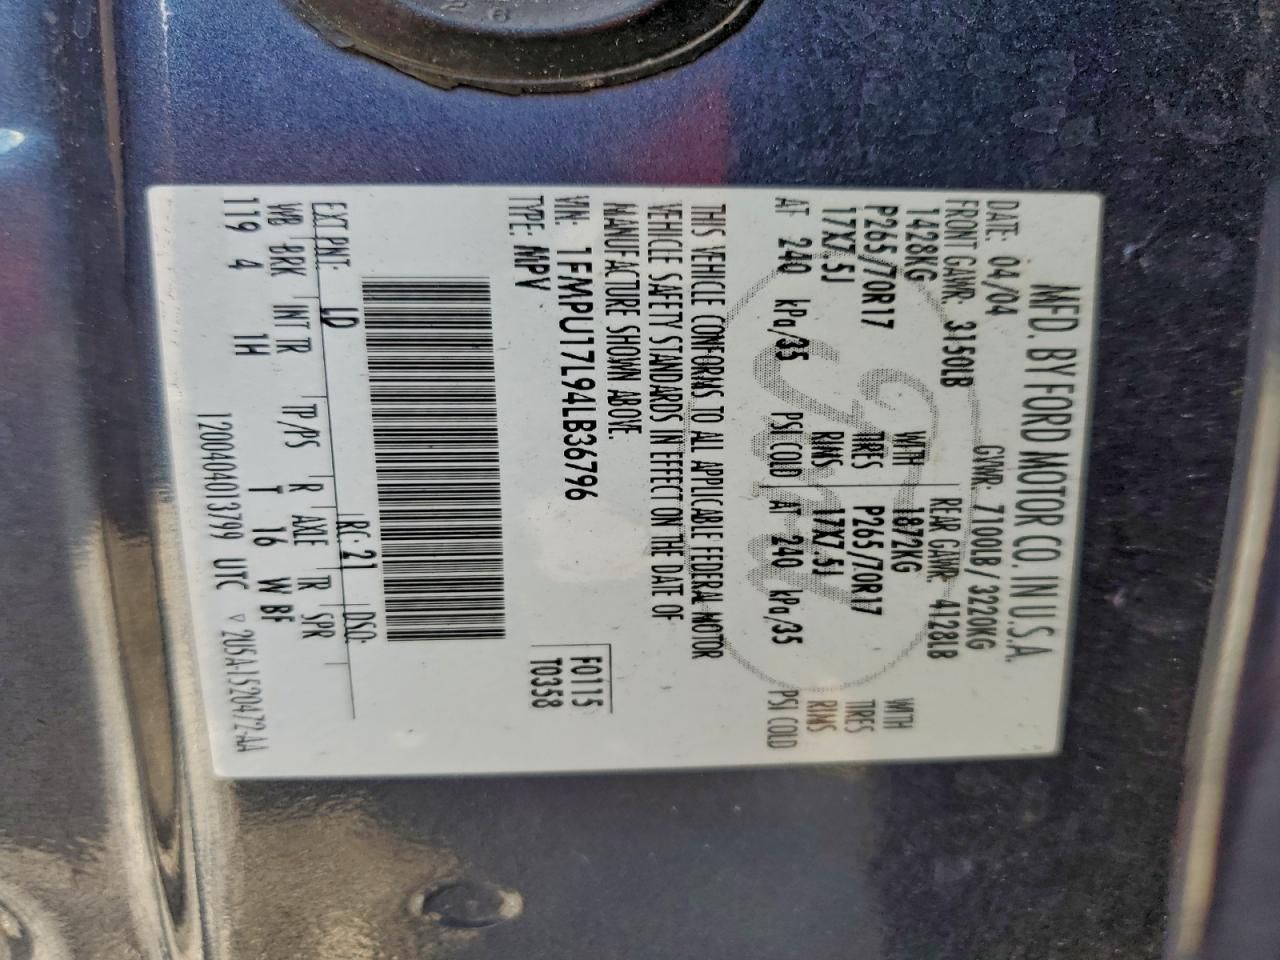 26
MFD. BY FORD MOTOR CO. IN U.S.A.
DATE: 04/04 GVWR: 7100LB/ 3220KG
FRONT GAWR: 3150LB REAR GAWR: 4128LB
1428KG WITH 1872KG WITH
P265/70R17 TIRES P265/70R17 TIRES
17X7.5J RIMS 17X7.5J RIMS
AT 240 kPa/35 PSI COLD AT 240 kPa/35 PSI COLD
THIS VEHICLE CONFORMS TO ALL APPLICABLE FEDERAL MOTOR
VEHICLE SAFETY STANDARDS IN EFFECT ON THE DATE OF
MANUFACTURE SHOWN ABOVE.
VIN: 1FMPU17L94LB36796 F0115
TYPE: MPV T0358
EXT PNT: LD RC: 21 DSO:
WB BRK INT TR TP/PS R AXLE TR SPR
119 4 1H T 16 W BF
1200404013799 UTC ▽ 2U5A-1520472-AA